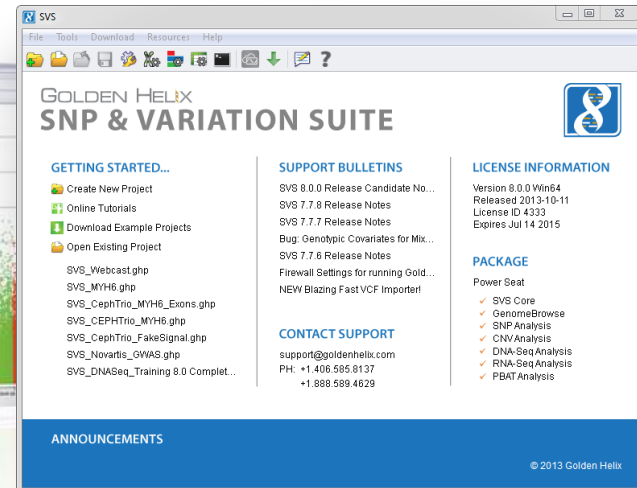 SVS
File Tools Download Resources Help
GOLDEN HELIX
SNP & VARIATION SUITE
GETTING STARTED...
Create New Project
Online Tutorials
Download Example Projects
Open Existing Project
SVS_Webcast.ghp
SVS_MYH6.ghp
SVS_CephTrio_MYH6_Exons.ghp
SVS_CEPHTrio_MYH6.ghp
SVS_CephTrio_FakeSignal.ghp
SVS_Novartis_GWAS.ghp
SVS_DNASeq_Training 8.0 Complet...
SUPPORT BULLETINS
SVS 8.0.0 Release Candidate No...
SVS 7.7.8 Release Notes
SVS 7.7.7 Release Notes
Bug: Genotypic Covariates for Mix...
SVS 7.7.6 Release Notes
Firewall Settings for running Gold...
NEW Blazing Fast VCF Importer!
CONTACT SUPPORT
support@goldenhelix.com
PH: +1.406.585.8137
+1.888.589.4629
LICENSE INFORMATION
Version 8.0.0 Win64
Released 2013-10-11
License ID 4333
Expires Jul 14 2015
PACKAGE
Power Seat
SVS Core
GenomeBrowse
SNP Analysis
CNV Analysis
DNA-Seq Analysis
RNA-Seq Analysis
PBAT Analysis
ANNOUNCEMENTS
© 2013 Golden Helix